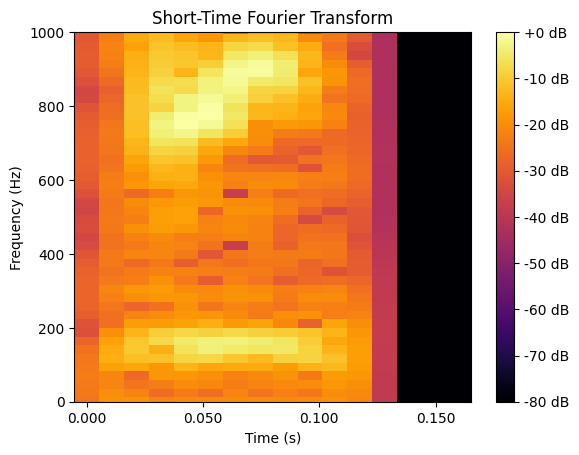 Short-Time Fourier Transform
1000
800
600
400
200
0
Frequency (Hz)
0.000
0.050
0.100
0.150
Time (s)
+0 dB
-10 dB
-20 dB
-30 dB
-40 dB
-50 dB
-60 dB
-70 dB
-80 dB